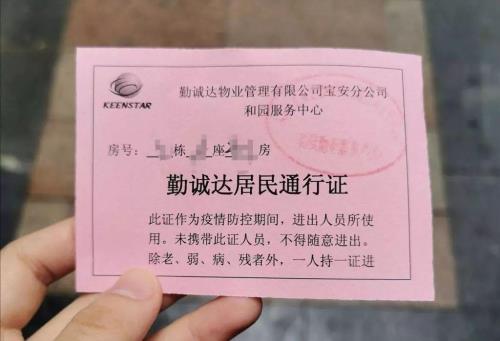 KEENSTAR
勤诚达物业管理有限公司宝安分公司
和园服务中心
房号： 栋 座 房
勤诚达居民通行证
此证作为疫情防控期间，进出人员所使
用。未携带此证人员，不得随意进出。
除老、弱、病、残者外，一人持一证进